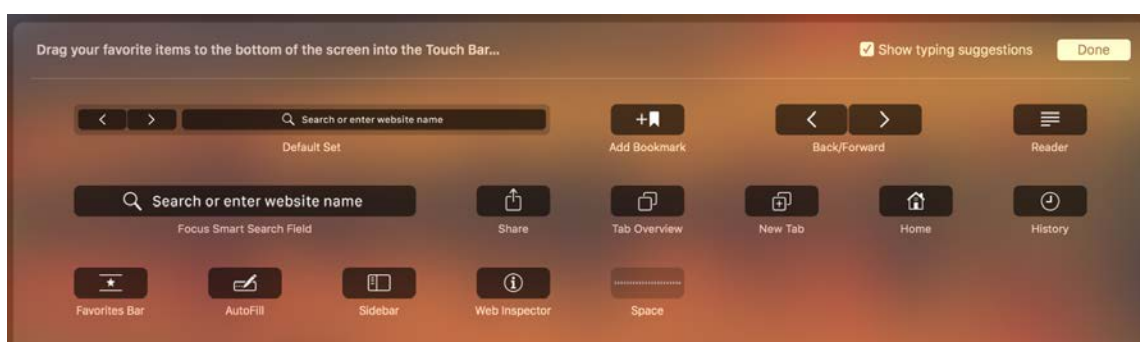 Drag your favorite items to the bottom of the screen into the Touch Bar...
Show typing suggestions
Done
Search or enter website name
Default Set
Add Bookmark
Back/Forward
Reader
Search or enter website name
Focus Smart Search Field
Share
Tab Overview
New Tab
Home
History
Favorites Bar
AutoFill
Sidebar
Web Inspector
Space